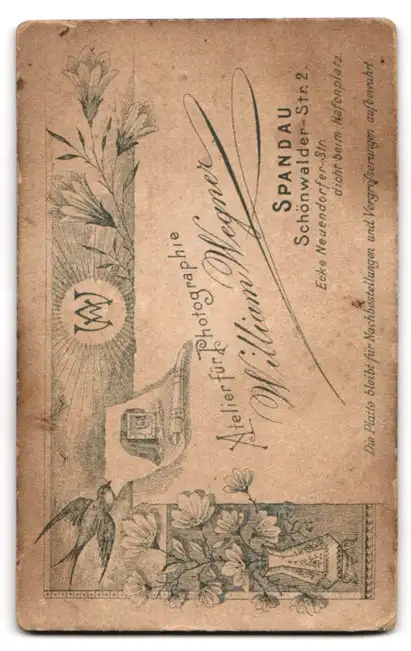 WW
Atelier für Photographie
William Wegner
SPANDAU
Schönwalder-Str. 2.
Ecke Neuendorfer-Str.
dicht beim Hafenplatz.
Die Platte bleibt für Nachbestellungen und Vergrößerungen aufbewahrt.